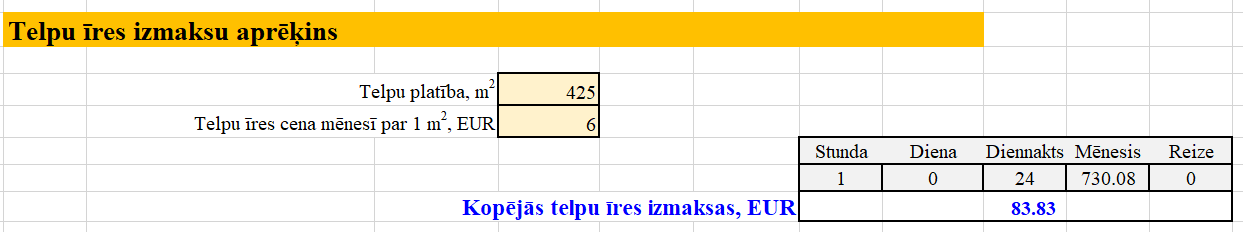 Telpu īres izmaksu aprēķins
Telpu platība, m² 425
Telpu īres cena mēnesī par 1 m², EUR 6
Stunda Diena Diennakts Mēnesis Reize
1 0 24 730.08 0
Kopējās telpu īres izmaksas, EUR 83.83